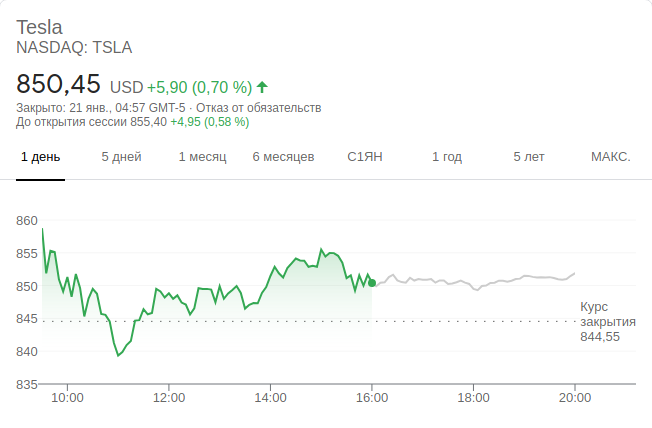 Tesla
NASDAQ: TSLA
850,45 USD +5,90 (0,70 %)
Закрыто: 21 янв., 04:57 GMT-5 · Отказ от обязательств
До открытия сессии 855,40 +4,95 (0,58 %)
1 день 5 дней 1 месяц 6 месяцев С1ЯН 1 год 5 лет МАКС.
860
855
850
845
840
835
Курс
закрытия
844,55
10:00 12:00 14:00 16:00 18:00 20:00